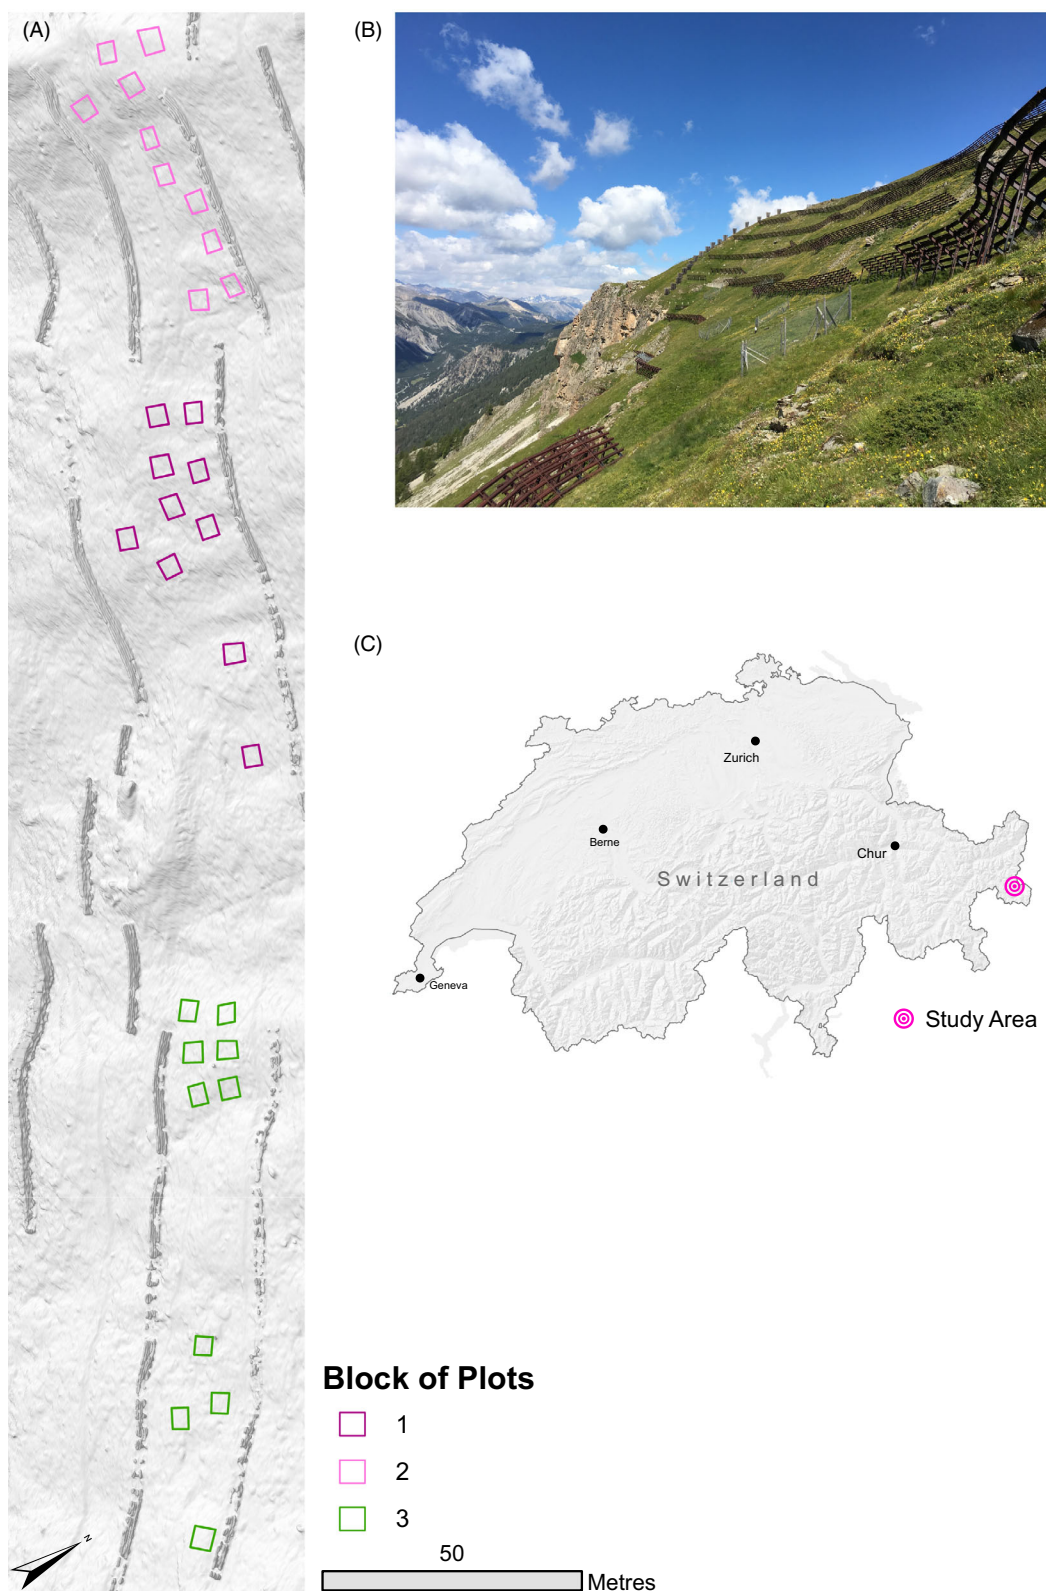 (A)
(B)
(C)
Zurich
Berne
Chur
Switzerland
Geneva
Study Area
Block of Plots
1
2
3
N
50
Metres